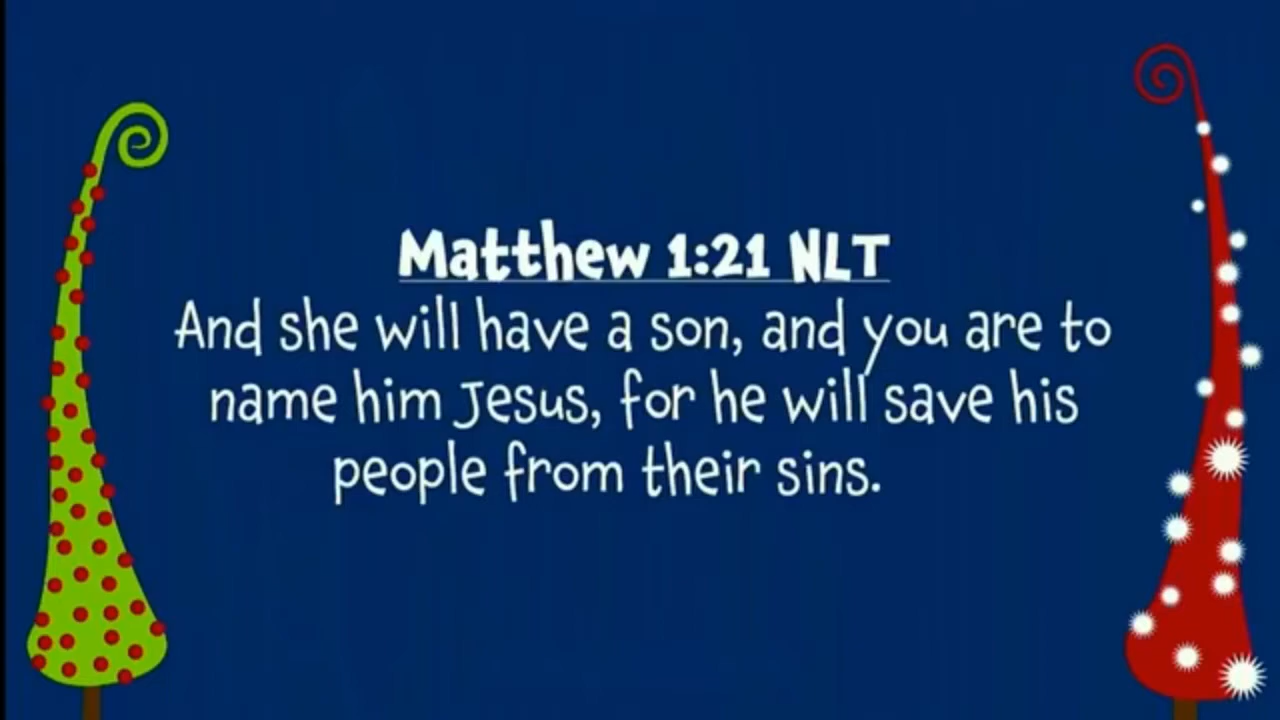 Matthew 1:21 NLT
And she will have a son, and you are to
name him Jesus, for he will save his
people from their sins.